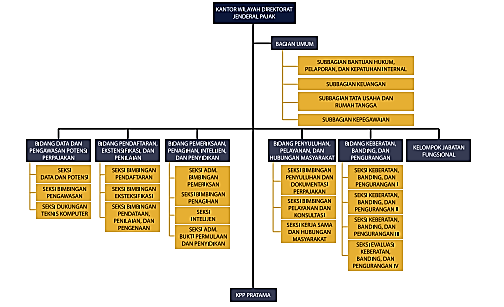 KANTOR WILAYAH DIREKTORAT
JENDERAL PAJAK
BAGIAN UMUM
SUBBAGIAN BANTUAN HUKUM,
PELAPORAN, DAN KEPATUHAN INTERNAL
SUBBAGIAN KEUANGAN
SUBBAGIAN TATA USAHA DAN
RUMAH TANGGA
SUBBAGIAN KEPEGAWAIAN
BIDANG DATA DAN
PENGAWASAN POTENSI
PERPAJAKAN
SEKSI
DATA DAN POTENSI
SEKSI BIMBINGAN
PENGAWASAN
SEKSI DUKUNGAN
TEKNIS KOMPUTER
BIDANG PENDAFTARAN,
EKSTENSIFIKASI, DAN
PENILAIAN
SEKSI BIMBINGAN
PENDAFTARAN
SEKSI BIMBINGAN
EKSTENSIFIKASI
SEKSI BIMBINGAN
PENDATAAN,
PENILAIAN, DAN
PENGENAAN
BIDANG PEMERIKSAAN,
PENAGIHAN, INTELIJEN,
DAN PENYIDIKAN
SEKSI ADM.
BIMBINGAN
PEMERIKSAN
SEKSI BIMBINGAN
PENAGIHAN
SEKSI
INTELIJEN
SEKSI ADM.
BUKTI PERMULAAN
DAN PENYIDIKAN
BIDANG PENYULUHAN,
PELAYANAN, DAN
HUBUNGAN MASYARAKAT
SEKSI BIMBINGAN
PENYULUHAN DAN
DOKUMENTASI
PERPAJAKAN
SEKSI BIMBINGAN
PELAYANAN DAN
KONSULTASI
SEKSI KERJA SAMA
DAN HUBUNGAN
MASYARAKAT
BIDANG KEBERATAN,
BANDING, DAN
PENGURANGAN
SEKSI KEBERATAN,
BANDING, DAN
PENGURANGAN I
SEKSI KEBERATAN,
BANDING, DAN
PENGURANGAN II
SEKSI KEBERATAN,
BANDING, DAN
PENGURANGAN III
SEKSI EVALUASI
KEBERATAN,
BANDING, DAN
PENGURANGAN IV
KELOMPOK JABATAN
FUNGSIONAL
KPP PRATAMA